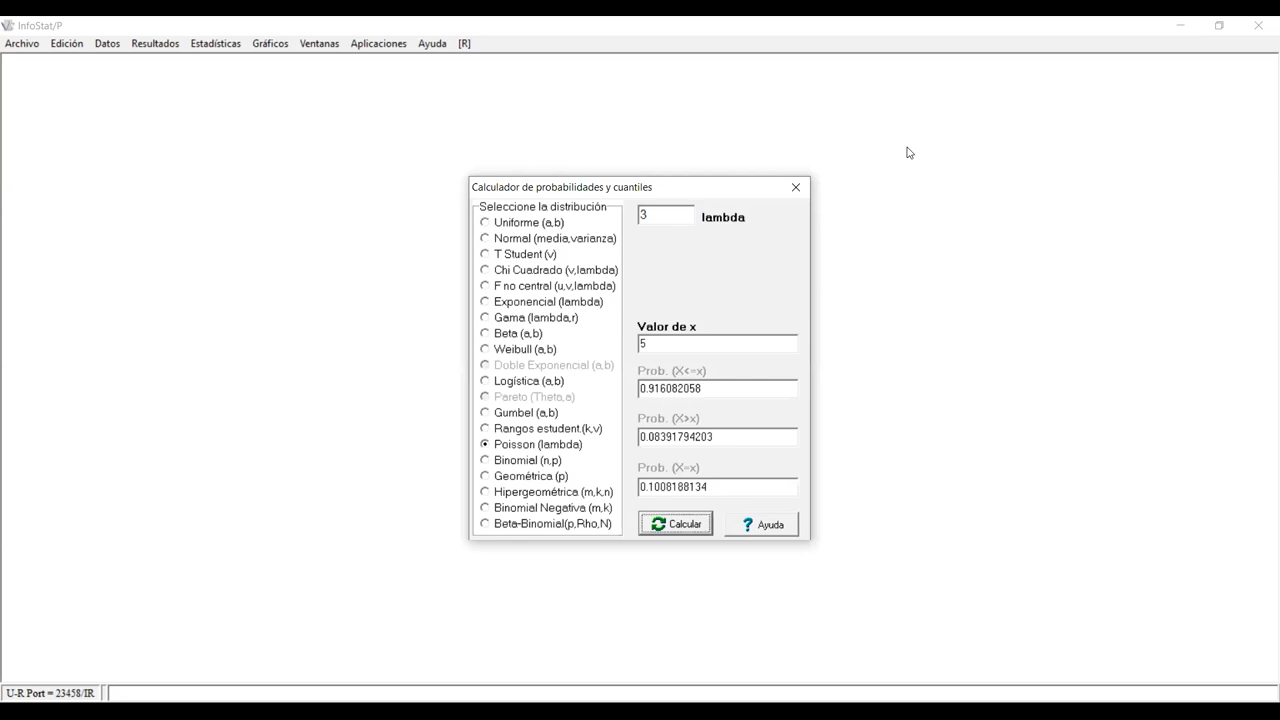 InfoStat/P
Archivo Edición Datos Resultados Estadísticas Gráficos Ventanas Aplicaciones Ayuda [R]
Calculador de probabilidades y cuantiles
Seleccione la distribución
Uniforme (a,b)
Normal (media,varianza)
T Student (v)
Chi Cuadrado (v,lambda)
F no central (u,v,lambda)
Exponencial (lambda)
Gama (lambda,r)
Beta (a,b)
Weibull (a,b)
Doble Exponencial (a,b)
Logística (a,b)
Pareto (Theta,a)
Gumbel (a,b)
Rangos estudent.(k,v)
Poisson (lambda)
Binomial (n,p)
Geométrica (p)
Hipergeométrica (m,k,n)
Binomial Negativa (m,k)
Beta-Binomial(p,Rho,N)
3 lambda
Valor de x
5
Prob. (X<=x)
0.916082058
Prob. (X>x)
0.08391794203
Prob. (X=x)
0.1008188134
Calcular ? Ayuda
U-R Port = 23458/IR